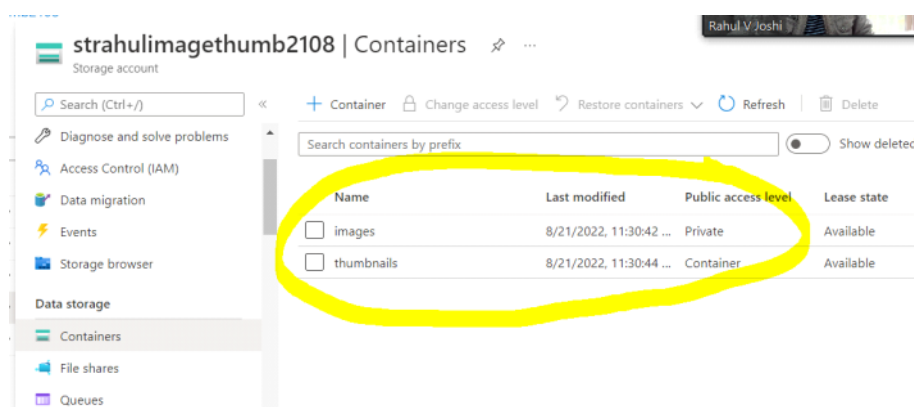 Rahul V Joshi
strahulimagethumb2108 | Containers ...
Storage account
Search (Ctrl+/) «
+ Container Change access level Restore containers Refresh Delete
Diagnose and solve problems
Search containers by prefix Show deleted
Access Control (IAM)
Name Last modified Public access level Lease state
Data migration
Events
images 8/21/2022, 11:30:42 ... Private Available
Storage browser
thumbnails 8/21/2022, 11:30:44 ... Container Available
Data storage
Containers
File shares
Queues